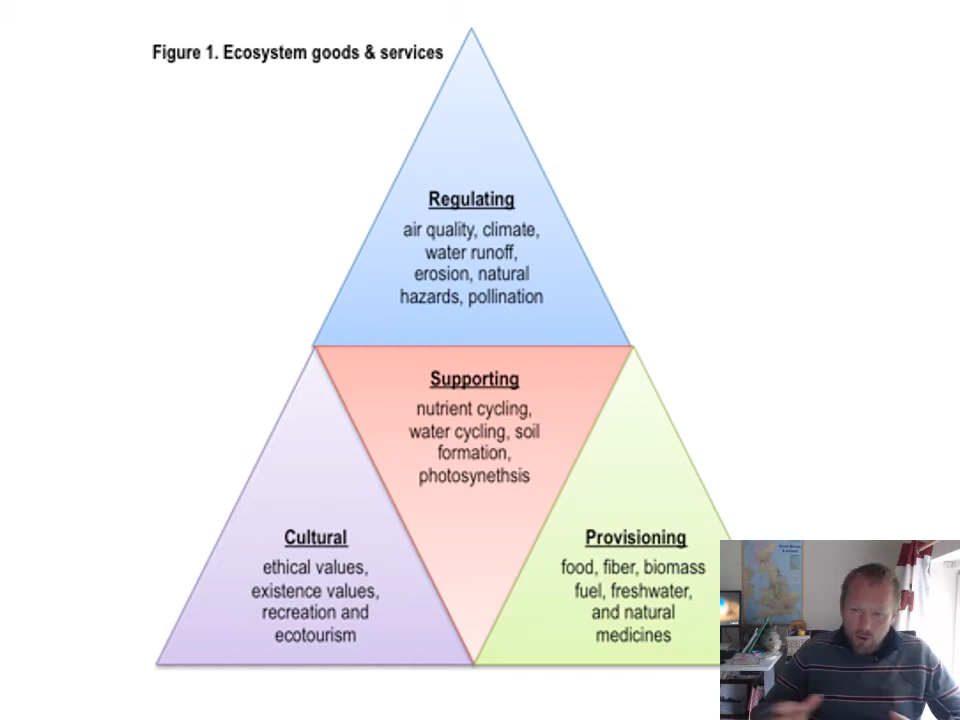 Figure 1. Ecosystem goods & services
Regulating
air quality, climate,
water runoff,
erosion, natural
hazards, pollination
Supporting
nutrient cycling,
water cycling, soil
formation,
photosynethsis
Cultural
ethical values,
existence values,
recreation and
ecotourism
Provisioning
food, fiber, biomass
fuel, freshwater,
and natural
medicines